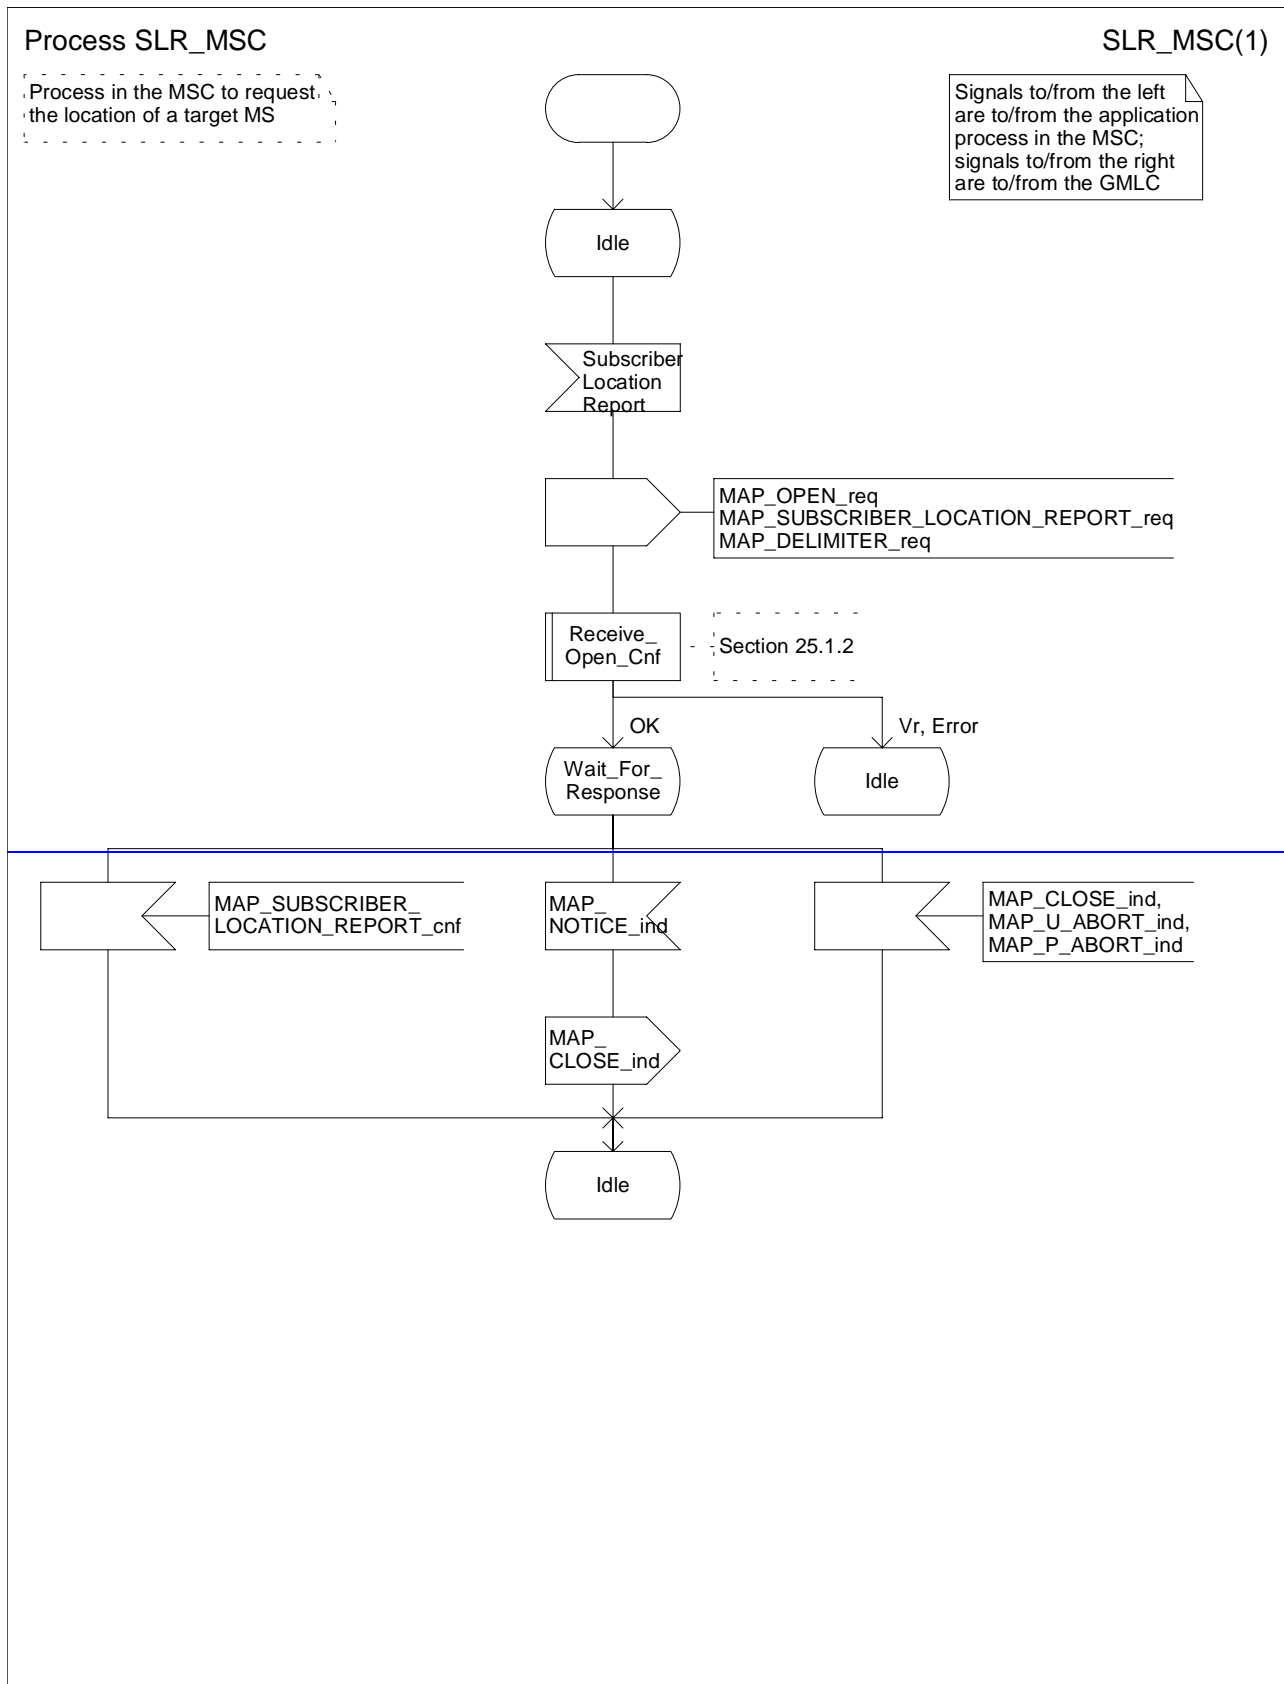 Process SLR_MSC
SLR_MSC(1)
Process in the MSC to request
the location of a target MS
Signals to/from the left
are to/from the application
process in the MSC;
signals to/from the right
are to/from the GMLC
Idle
Subscriber
Location
Report
MAP_OPEN_req
MAP_SUBSCRIBER_LOCATION_REPORT_req
MAP_DELIMITER_req
Receive_
Open_Cnf
Section 25.1.2
OK
Vr, Error
Wait_For_
Response
Idle
MAP_SUBSCRIBER_
LOCATION_REPORT_cnf
MAP_
NOTICE_ind
MAP_CLOSE_ind,
MAP_U_ABORT_ind,
MAP_P_ABORT_ind
MAP_
CLOSE_ind
Idle